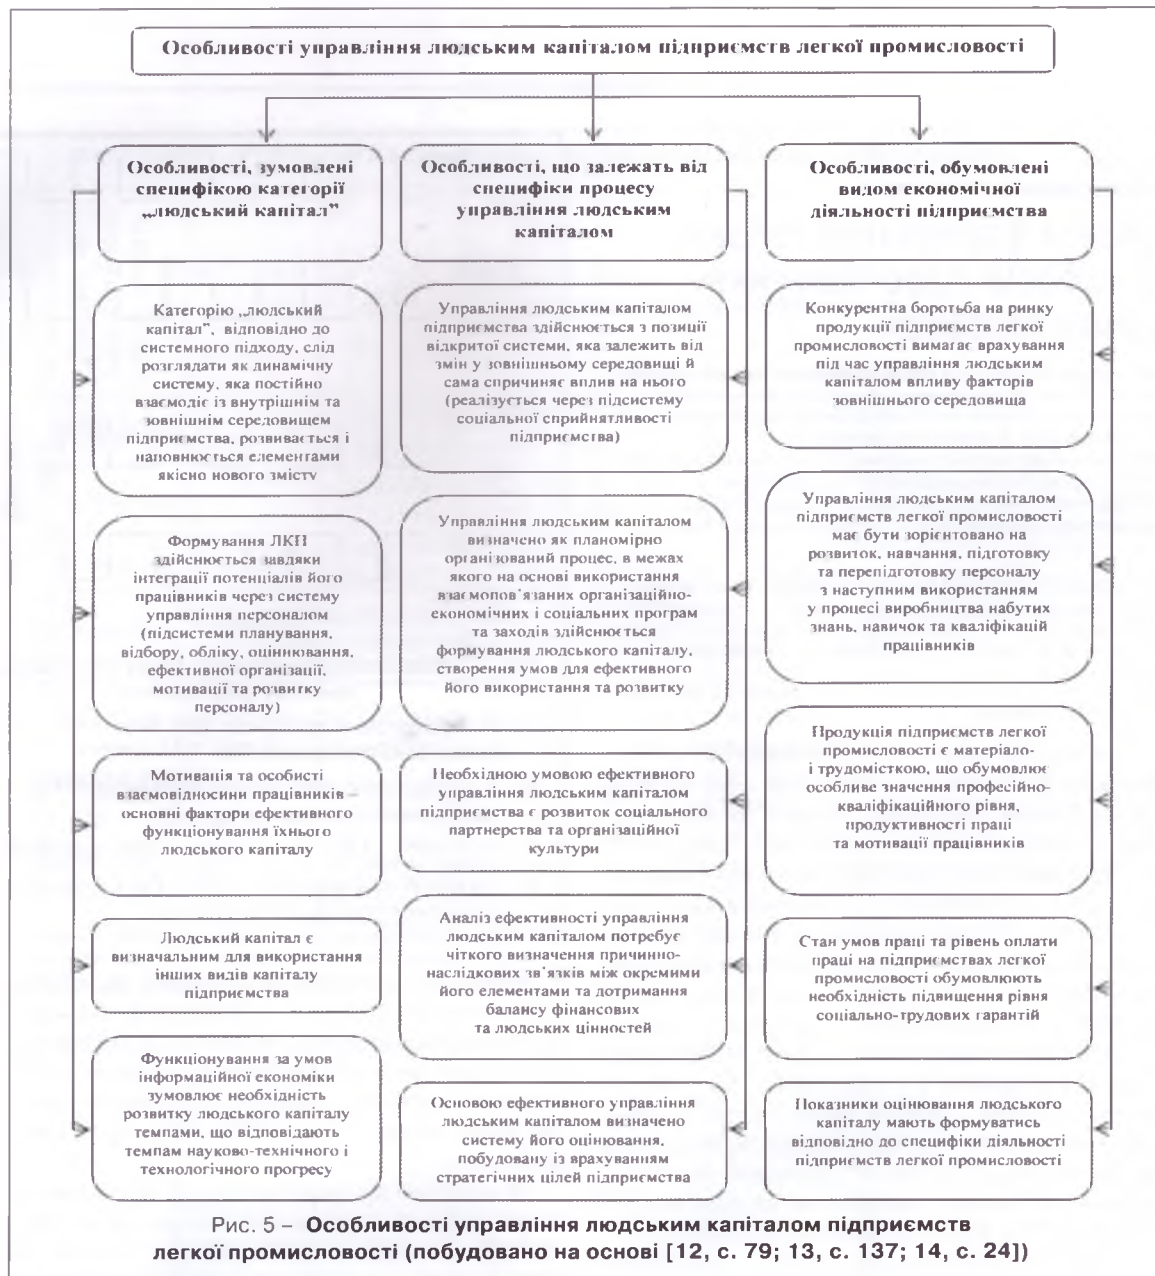 Особливості управління людським капіталом підприємств легкої промисловості
Особливості, зумовлені
специфікою категорії
„людський капітал”
Категорію „людський
капітал”, відповідно до
системного підходу, слід
розглядати як динамічну
систему, яка постійно
взаємодіє із внутрішнім та
зовнішнім середовищем
підприємства, розвивається і
наповнюється елементами
якісно нового змісту
Формування ЛКП
здійснюється завдяки
інтеграції потенціалів його
працівників через систему
управління персоналом
(підсистеми планування,
відбору, обліку, оцінювання,
ефективної організації,
мотивації та розвитку
персоналу)
Мотивація та особисті
взаємовідносини працівників –
основні фактори ефективного
функціонування їхнього
людського капіталу
Людський капітал є
визначальним для використання
інших видів капіталу
підприємства
Функціонування за умов
інформаційної економіки
зумовлює необхідність
розвитку людського капіталу
темпами, що відповідають
темпам науково-технічного і
технологічного прогресу
Особливості, що залежать від
специфіки процесу
управління людським
капіталом
Управління людським капіталом
підприємства здійснюється з позиції
відкритої системи, яка залежить від
змін у зовнішньому середовищі й
сама спричиняє вплив на нього
(реалізується через підсистему
соціальної сприйнятливості
підприємства)
Управління людським капіталом
визначено як планомірно
організований процес, в межах
якого на основі використання
взаємопов’язаних організаційно-
економічних і соціальних програм
та заходів здійснюється
формування людського капіталу,
створення умов для ефективного
його використання та розвитку
Необхідною умовою ефективного
управління людським капіталом
підприємства є розвиток соціального
партнерства та організаційної
культури
Аналіз ефективності управління
людським капіталом потребує
чіткого визначення причинно-
наслідкових зв’язків між окремими
його елементами та дотримання
балансу фінансових
та людських цінностей
Основою ефективного управління
людським капіталом визначено
систему його оцінювання,
побудовану із врахуванням
стратегічних цілей підприємства
Особливості, обумовлені
видом економічної
діяльності підприємства
Конкурентна боротьба на ринку
продукції підприємств легкої
промисловості вимагає врахування
під час управління людським
капіталом впливу факторів
зовнішнього середовища
Управління людським капіталом
підприємств легкої промисловості
має бути зорієнтовано на
розвиток, навчання, підготовку
та перепідготовку персоналу
з наступним використанням
у процесі виробництва набутих
знань, навичок та кваліфікацій
працівників
Продукція підприємств легкої
промисловості є матеріало-
і трудомісткою, що обумовлює
особливе значення професійно-
кваліфікаційного рівня,
продуктивності праці
та мотивації працівників
Стан умов праці та рівень оплати
праці на підприємствах легкої
промисловості обумовлюють
необхідність підвищення рівня
соціально-трудових гарантій
Показники оцінювання людського
капіталу мають формуватись
відповідно до специфіки діяльності
підприємств легкої промисловості
Рис. 5 – Особливості управління людським капіталом підприємств
легкої промисловості (побудовано на основі [12, с. 79; 13, с. 137; 14, с. 24])